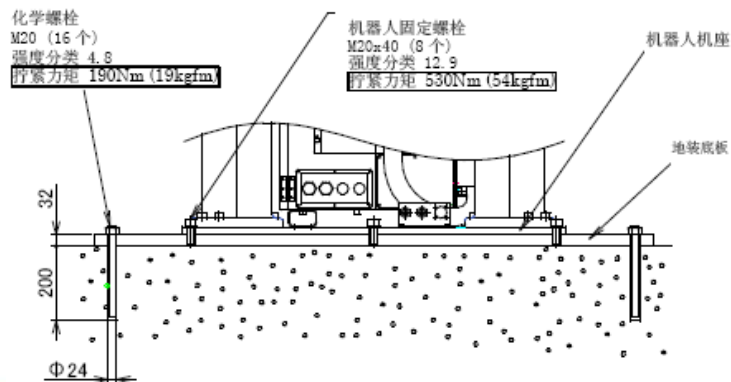 化学螺栓
M20 (16 个)
强度分类 4.8
拧紧力矩 190Nm (19kgfm)
机器人固定螺栓
M20x40 (8 个)
强度分类 12.9
拧紧力矩 530Nm (54kgfm)
机器人机座
地装底板
32
200
Φ24